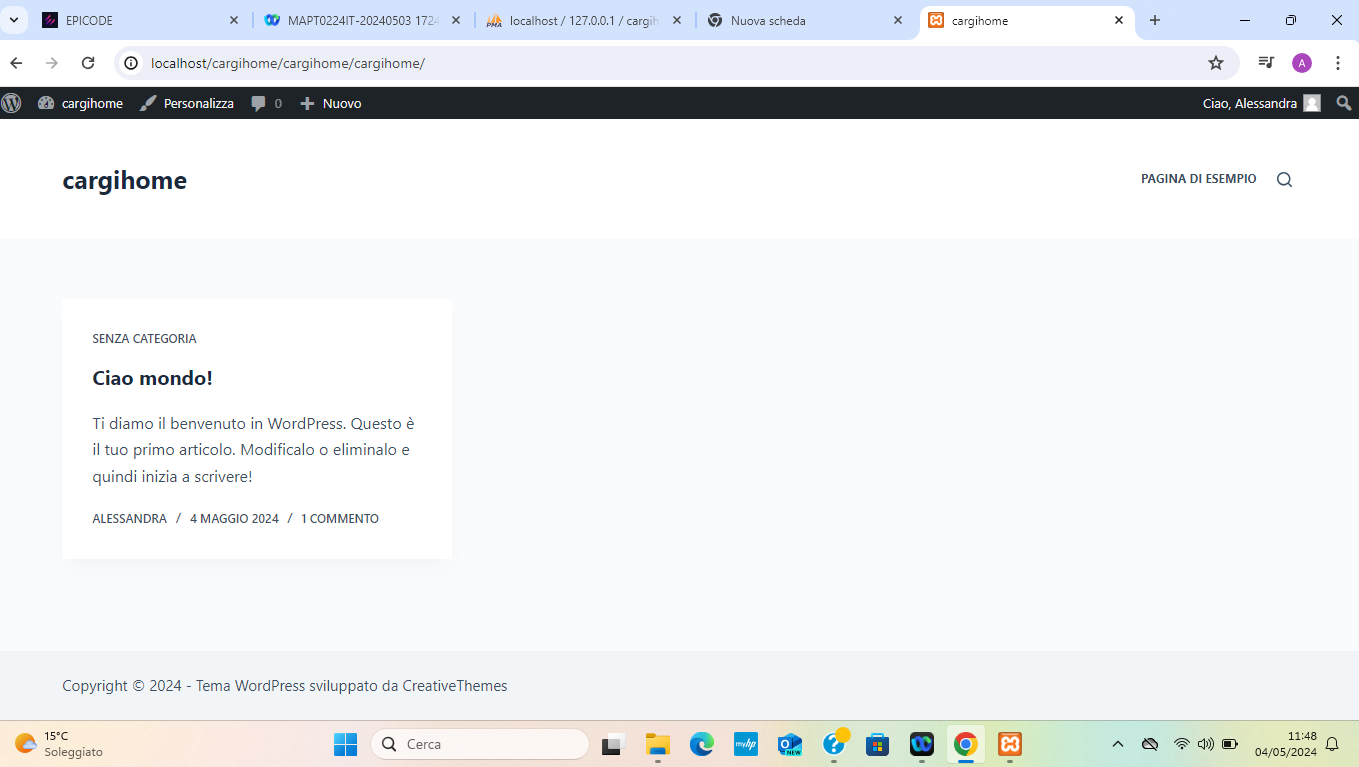 EPICODE
MAPT0224IT-20240503 1724
localhost / 127.0.0.1 / cargih
Nuova scheda
cargihome
localhost/cargihome/cargihome/cargihome/
A
cargihome
Personalizza
0
Nuovo
Ciao, Alessandra
cargihome
PAGINA DI ESEMPIO
SENZA CATEGORIA
Ciao mondo!
Ti diamo il benvenuto in WordPress. Questo è
il tuo primo articolo. Modificalo o eliminalo e
quindi inizia a scrivere!
ALESSANDRA / 4 MAGGIO 2024 / 1 COMMENTO
Copyright © 2024 - Tema WordPress sviluppato da CreativeThemes
15°C
Soleggiato
Cerca
myhp
NEW
11:48
04/05/2024